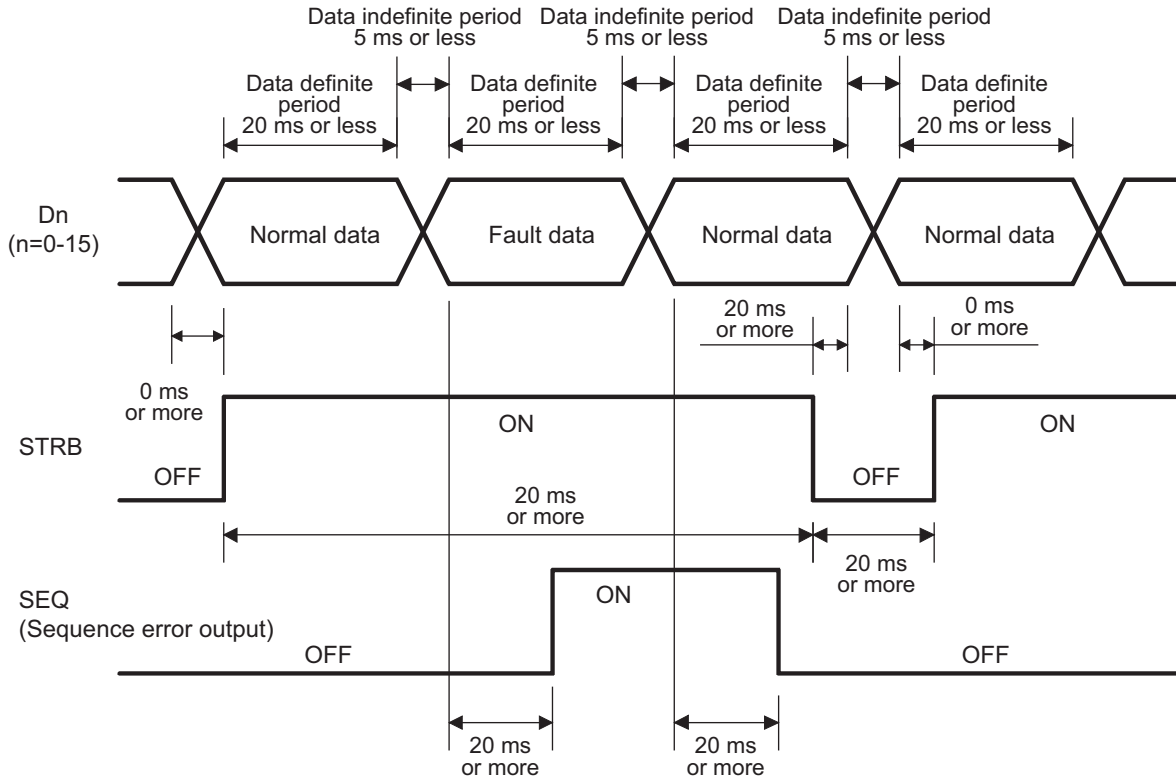 Data indefinite period
5 ms or less
Data indefinite period
5 ms or less
Data indefinite period
5 ms or less
Data definite
period
20 ms or less
Data definite
period
20 ms or less
Data definite
period
20 ms or less
Data definite
period
20 ms or less
Dn
(n=0-15)
Normal data
Fault data
Normal data
Normal data
0 ms
or more
20 ms
or more
0 ms
or more
STRB
OFF
ON
OFF
ON
20 ms
or more
20 ms
or more
SEQ
(Sequence error output)
OFF
ON
OFF
20 ms
or more
20 ms
or more